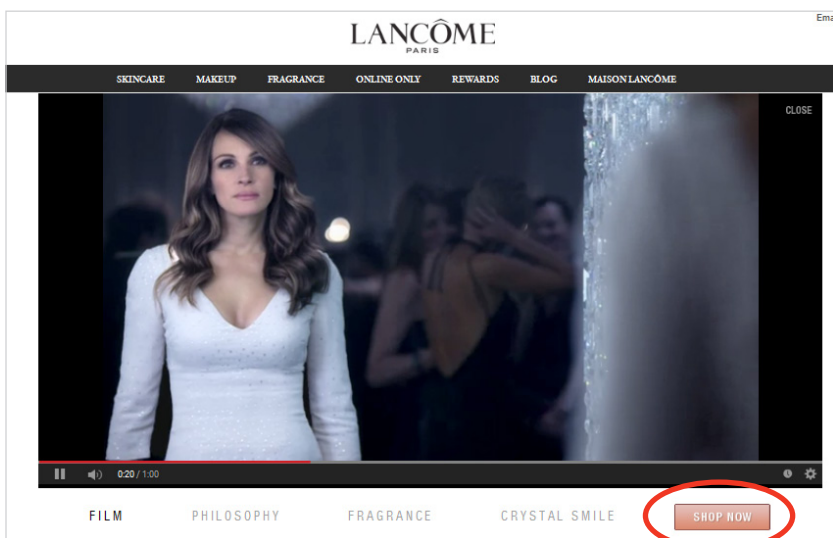 Ema
LANCÔME
PARIS
SKINCARE MAKEUP FRAGRANCE ONLINE ONLY REWARDS BLOG MAISON LANCÔME
CLOSE
0:20 / 1:00
FILM PHILOSOPHY FRAGRANCE CRYSTAL SMILE SHOP NOW